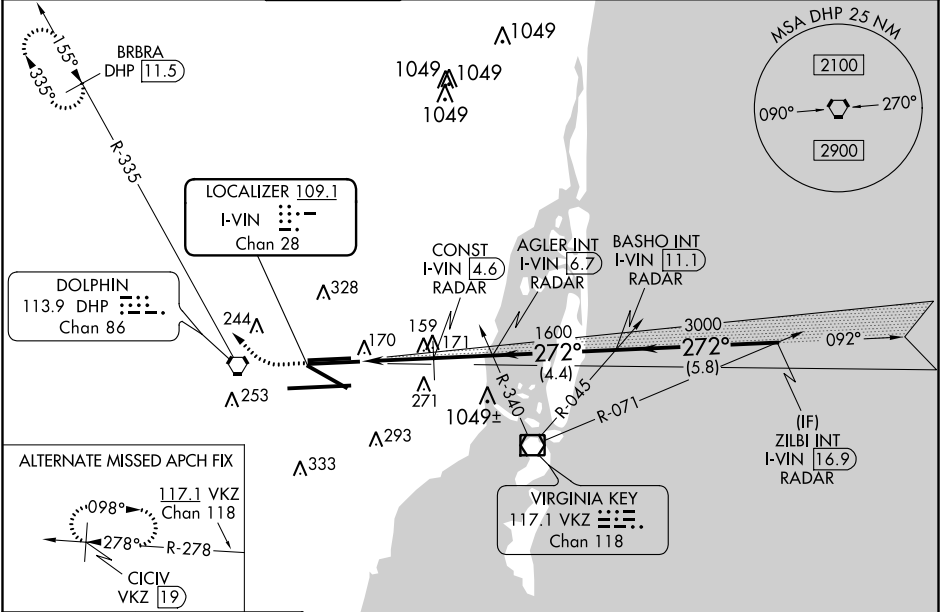 BRBRA
DHP 11.5
155°
335°
R-335
1049
1049
1049
1049
MSA DHP 25 NM
2100
090°
270°
2900
LOCALIZER 109.1
I-VIN
Chan 28
DOLPHIN
113.9 DHP
Chan 86
CONST
I-VIN 4.6
RADAR
AGLER INT
I-VIN 6.7
RADAR
BASHO INT
I-VIN 11.1
RADAR
328
244
170
159
171
253
271
1049±
293
333
1600
272°
(4.4)
3000
272°
(5.8)
092°
R-340
R-045
R-071
(IF)
ZILBI INT
I-VIN 16.9
RADAR
VIRGINIA KEY
117.1 VKZ
Chan 118
ALTERNATE MISSED APCH FIX
117.1 VKZ
Chan 118
098°
278°
R-278
CICIV
VKZ 19